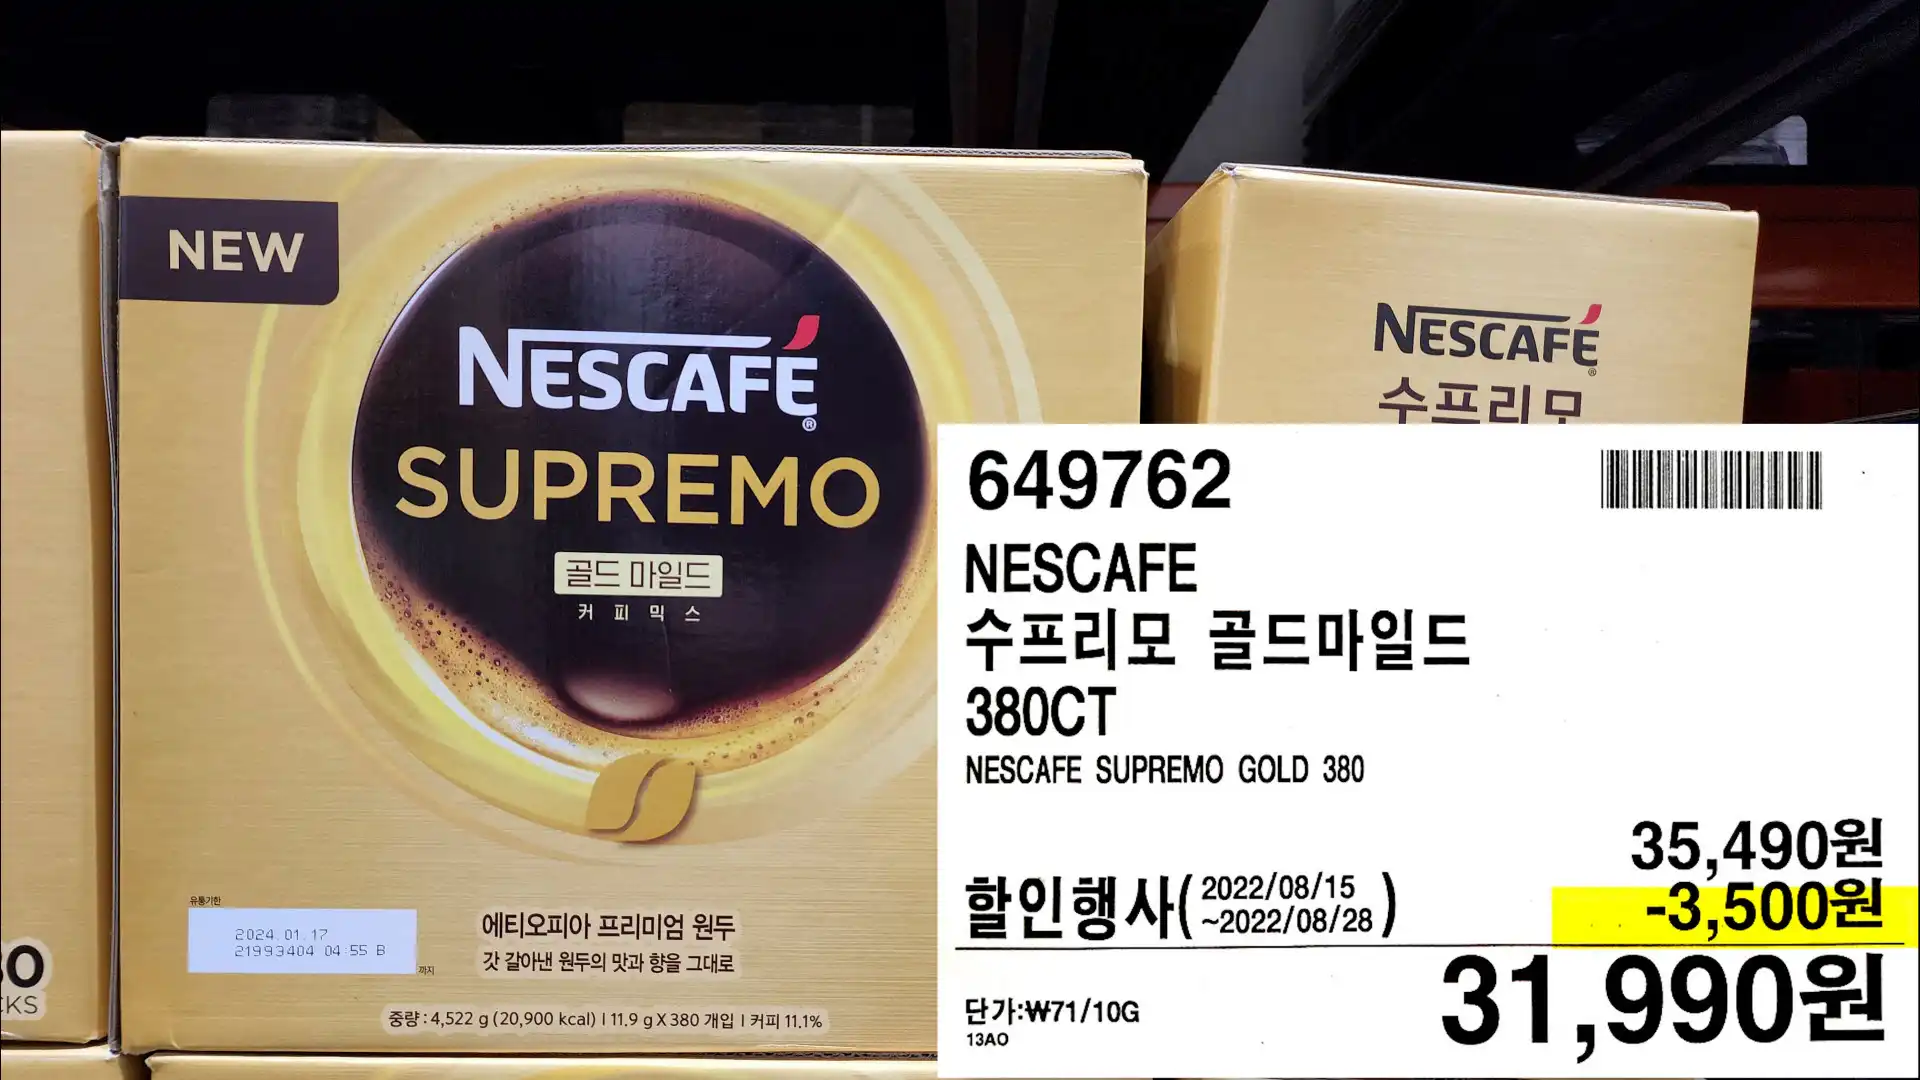 NEW
NESCAFÉ
®
SUPREMO
골드 마일드
커피믹스
유통기한
2024.01.17
21993404 04:55 B
까지
에티오피아 프리미엄 원두
갓 갈아낸 원두의 맛과 향을 그대로
중량 : 4,522 g (20,900 kcal) I 11.9 g X 380 개입 I 커피 11.1%
NESCAFÉ
®
수프리모
649762
NESCAFE
수프리모 골드마일드
380CT
NESCAFE SUPREMO GOLD 380
35,490원
할인행사( 2022/08/15 ~2022/08/28 ) -3,500원
31,990원
단가:₩71/10G
13AO